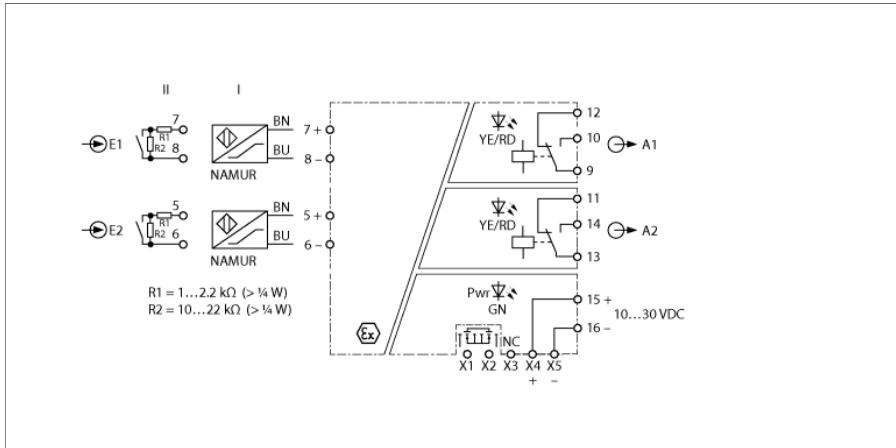 II I
E1 7 8 R1 R2
BN 7 +
BU 8 –
NAMUR
E2 5 6 R1 R2
BN 5 +
BU 6 –
NAMUR
R1 = 1…2.2 kΩ (> ¼ W)
R2 = 10…22 kΩ (> ¼ W)
Ex
YE/RD
12
10
9
A1
YE/RD
11
14
13
A2
Pwr
GN
15 +
16 –
10…30 VDC
NC
X1 X2 X3 X4 X5
+ –